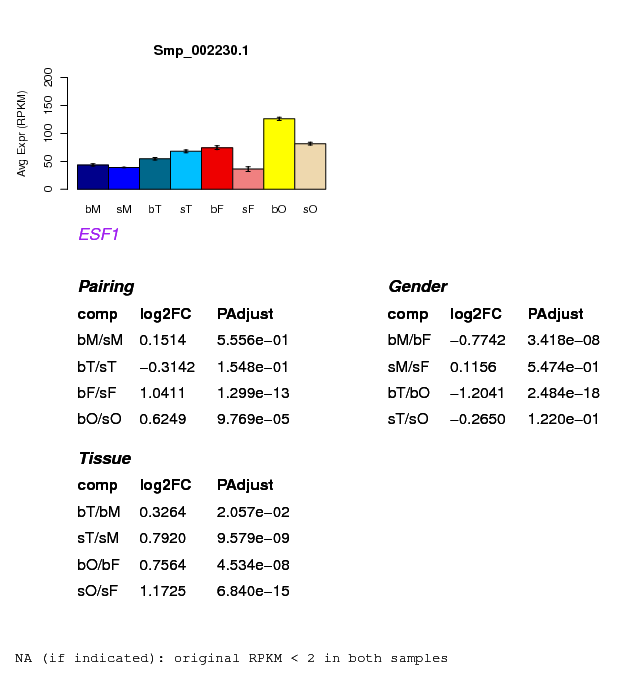 Smp_002230.1
Avg Expr (RPKM)
200
150
100
50
0
bM sM bT sT bF sF bO sO
ESF1
Pairing
comp log2FC PAdjust
bM/sM 0.1514 5.556e−01
bT/sT −0.3142 1.548e−01
bF/sF 1.0411 1.299e−13
bO/sO 0.6249 9.769e−05
Gender
comp log2FC PAdjust
bM/bF −0.7742 3.418e−08
sM/sF 0.1156 5.474e−01
bT/bO −1.2041 2.484e−18
sT/sO −0.2650 1.220e−01
Tissue
comp log2FC PAdjust
bT/bM 0.3264 2.057e−02
sT/sM 0.7920 9.579e−09
bO/bF 0.7564 4.534e−08
sO/sF 1.1725 6.840e−15
NA (if indicated): original RPKM < 2 in both samples